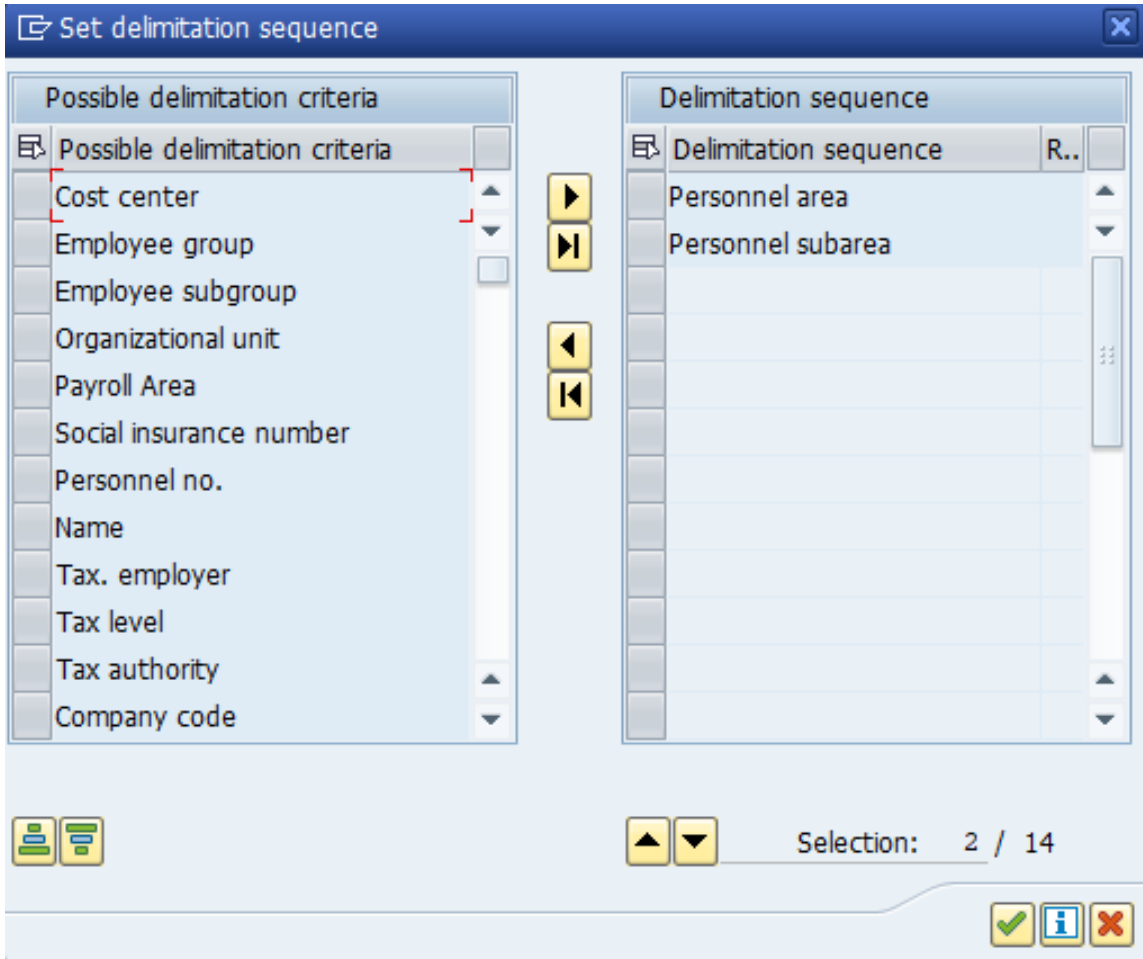 Set delimitation sequence
Possible delimitation criteria
Possible delimitation criteria
Cost center
Employee group
Employee subgroup
Organizational unit
Payroll Area
Social insurance number
Personnel no.
Name
Tax. employer
Tax level
Tax authority
Company code
Delimitation sequence
Delimitation sequence R..
Personnel area
Personnel subarea
Selection: 2 / 14